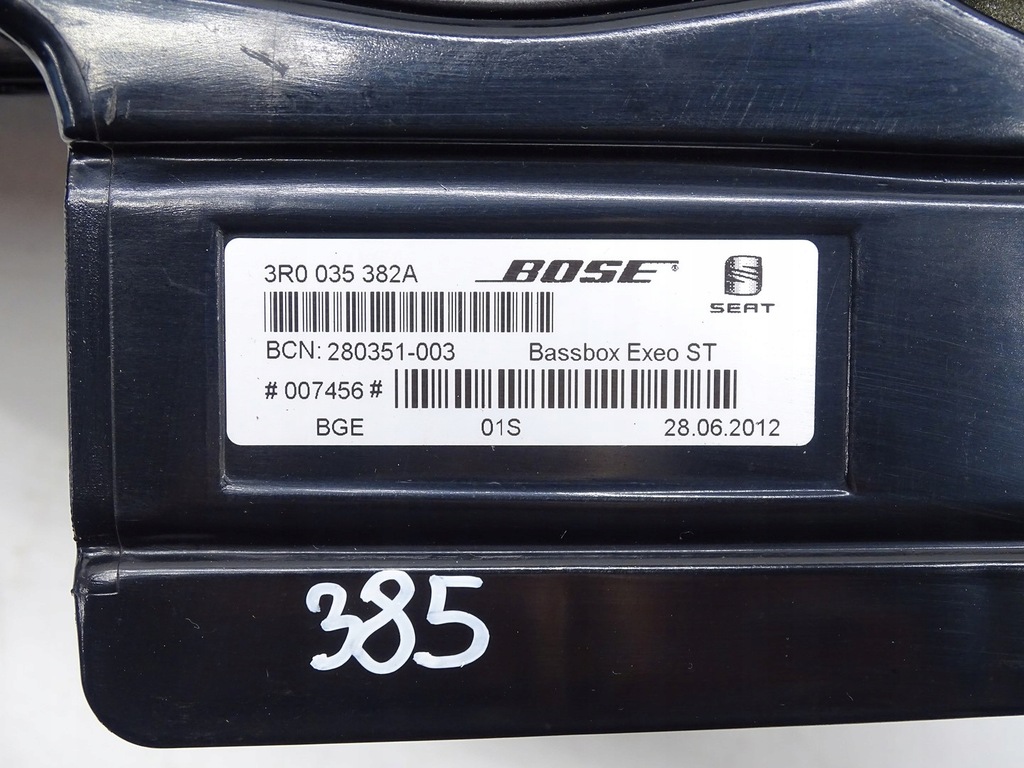 3R0 035 382A BOSE®
SEAT
BCN: 280351-003 Bassbox Exeo ST
# 007456 #
BGE 01S 28.06.2012
385